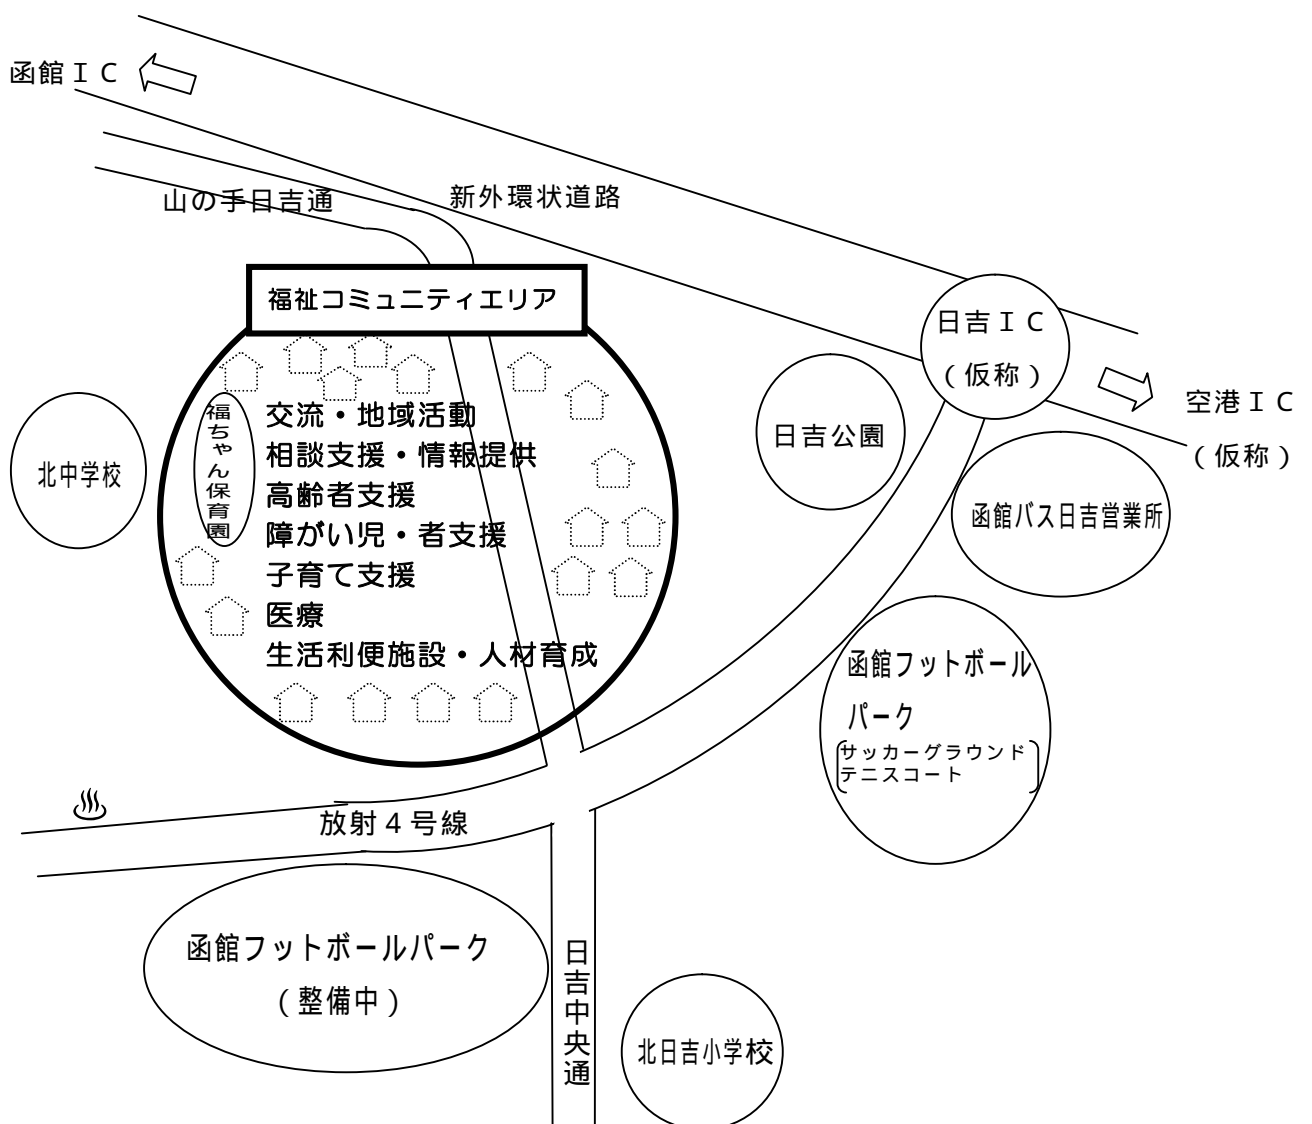 函館ＩＣ
山の手日吉通
新外環状道路
福祉コミュニティエリア
日吉ＩＣ
（仮称）
空港ＩＣ
（仮称）
日吉公園
北中学校
福ちゃん保育園
交流・地域活動
相談支援・情報提供
高齢者支援
障がい児・者支援
子育て支援
医療
生活利便施設・人材育成
函館バス日吉営業所
函館フットボール
パーク
サッカーグラウンド
テニスコート
放射４号線
函館フットボールパーク
（整備中）
日吉中央通
北日吉小学校